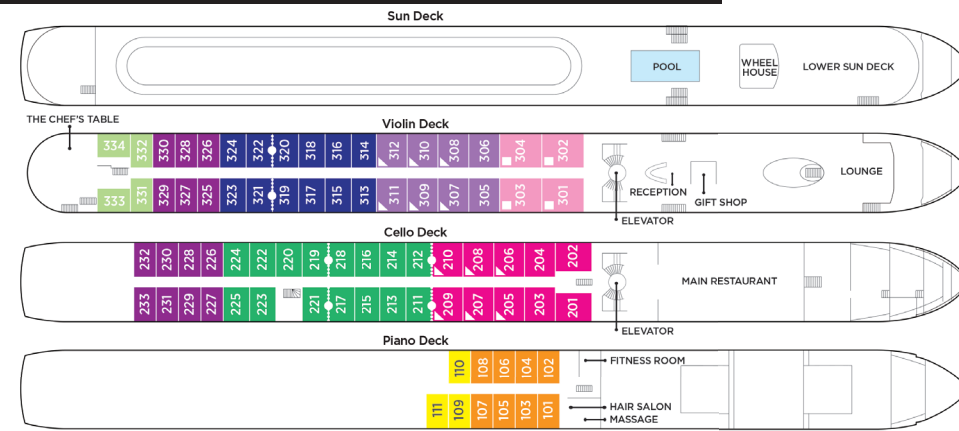 Sun Deck
POOL
WHEEL
HOUSE
LOWER SUN DECK
THE CHEF'S TABLE
Violin Deck
334 332 330 328 326 324 322 320 318 316 314 312 310 308 306 304 302
333 331 329 327 325 323 321 319 317 315 313 311 309 307 305 303 301
RECEPTION
GIFT SHOP
LOUNGE
ELEVATOR
Cello Deck
232 230 228 226 224 222 220 219 218 216 214 212 210 208 206 204 202
233 231 229 227 225 223 221 217 215 213 211 209 207 205 203 201
MAIN RESTAURANT
ELEVATOR
Piano Deck
110 108 106 104 102
111 109 107 105 103 101
FITNESS ROOM
HAIR SALON
MASSAGE